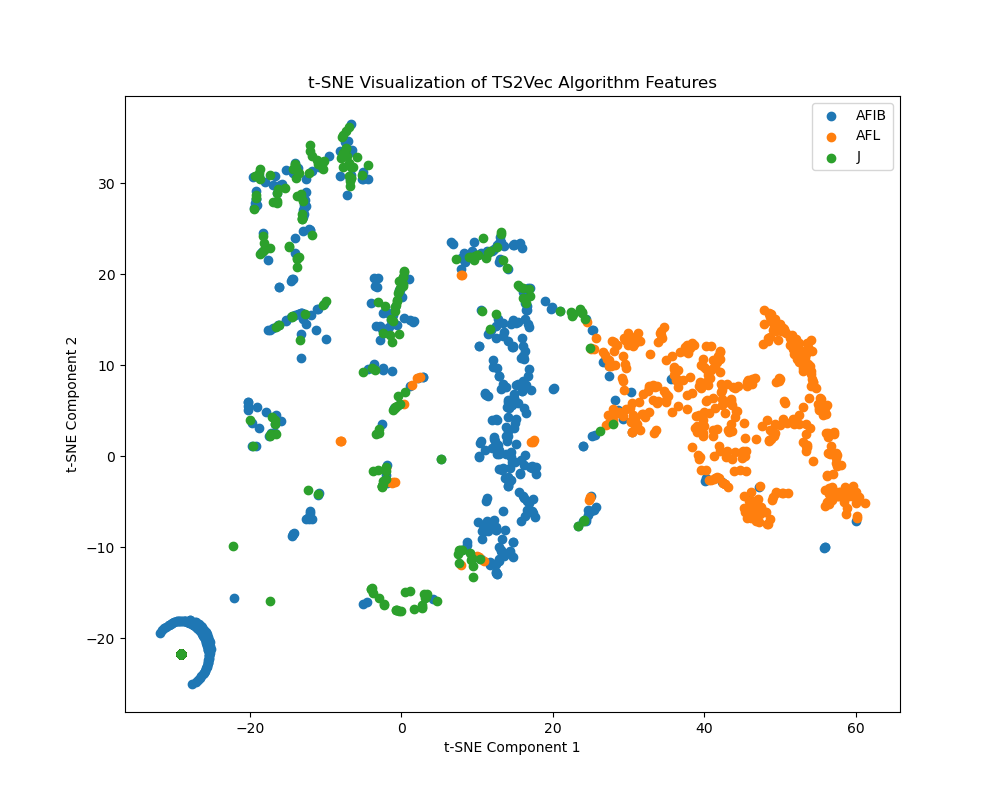 t-SNE Visualization of TS2Vec Algorithm Features
AFIB
AFL
J
30
20
10
0
−10
−20
t-SNE Component 2
−20
0
20
40
60
t-SNE Component 1